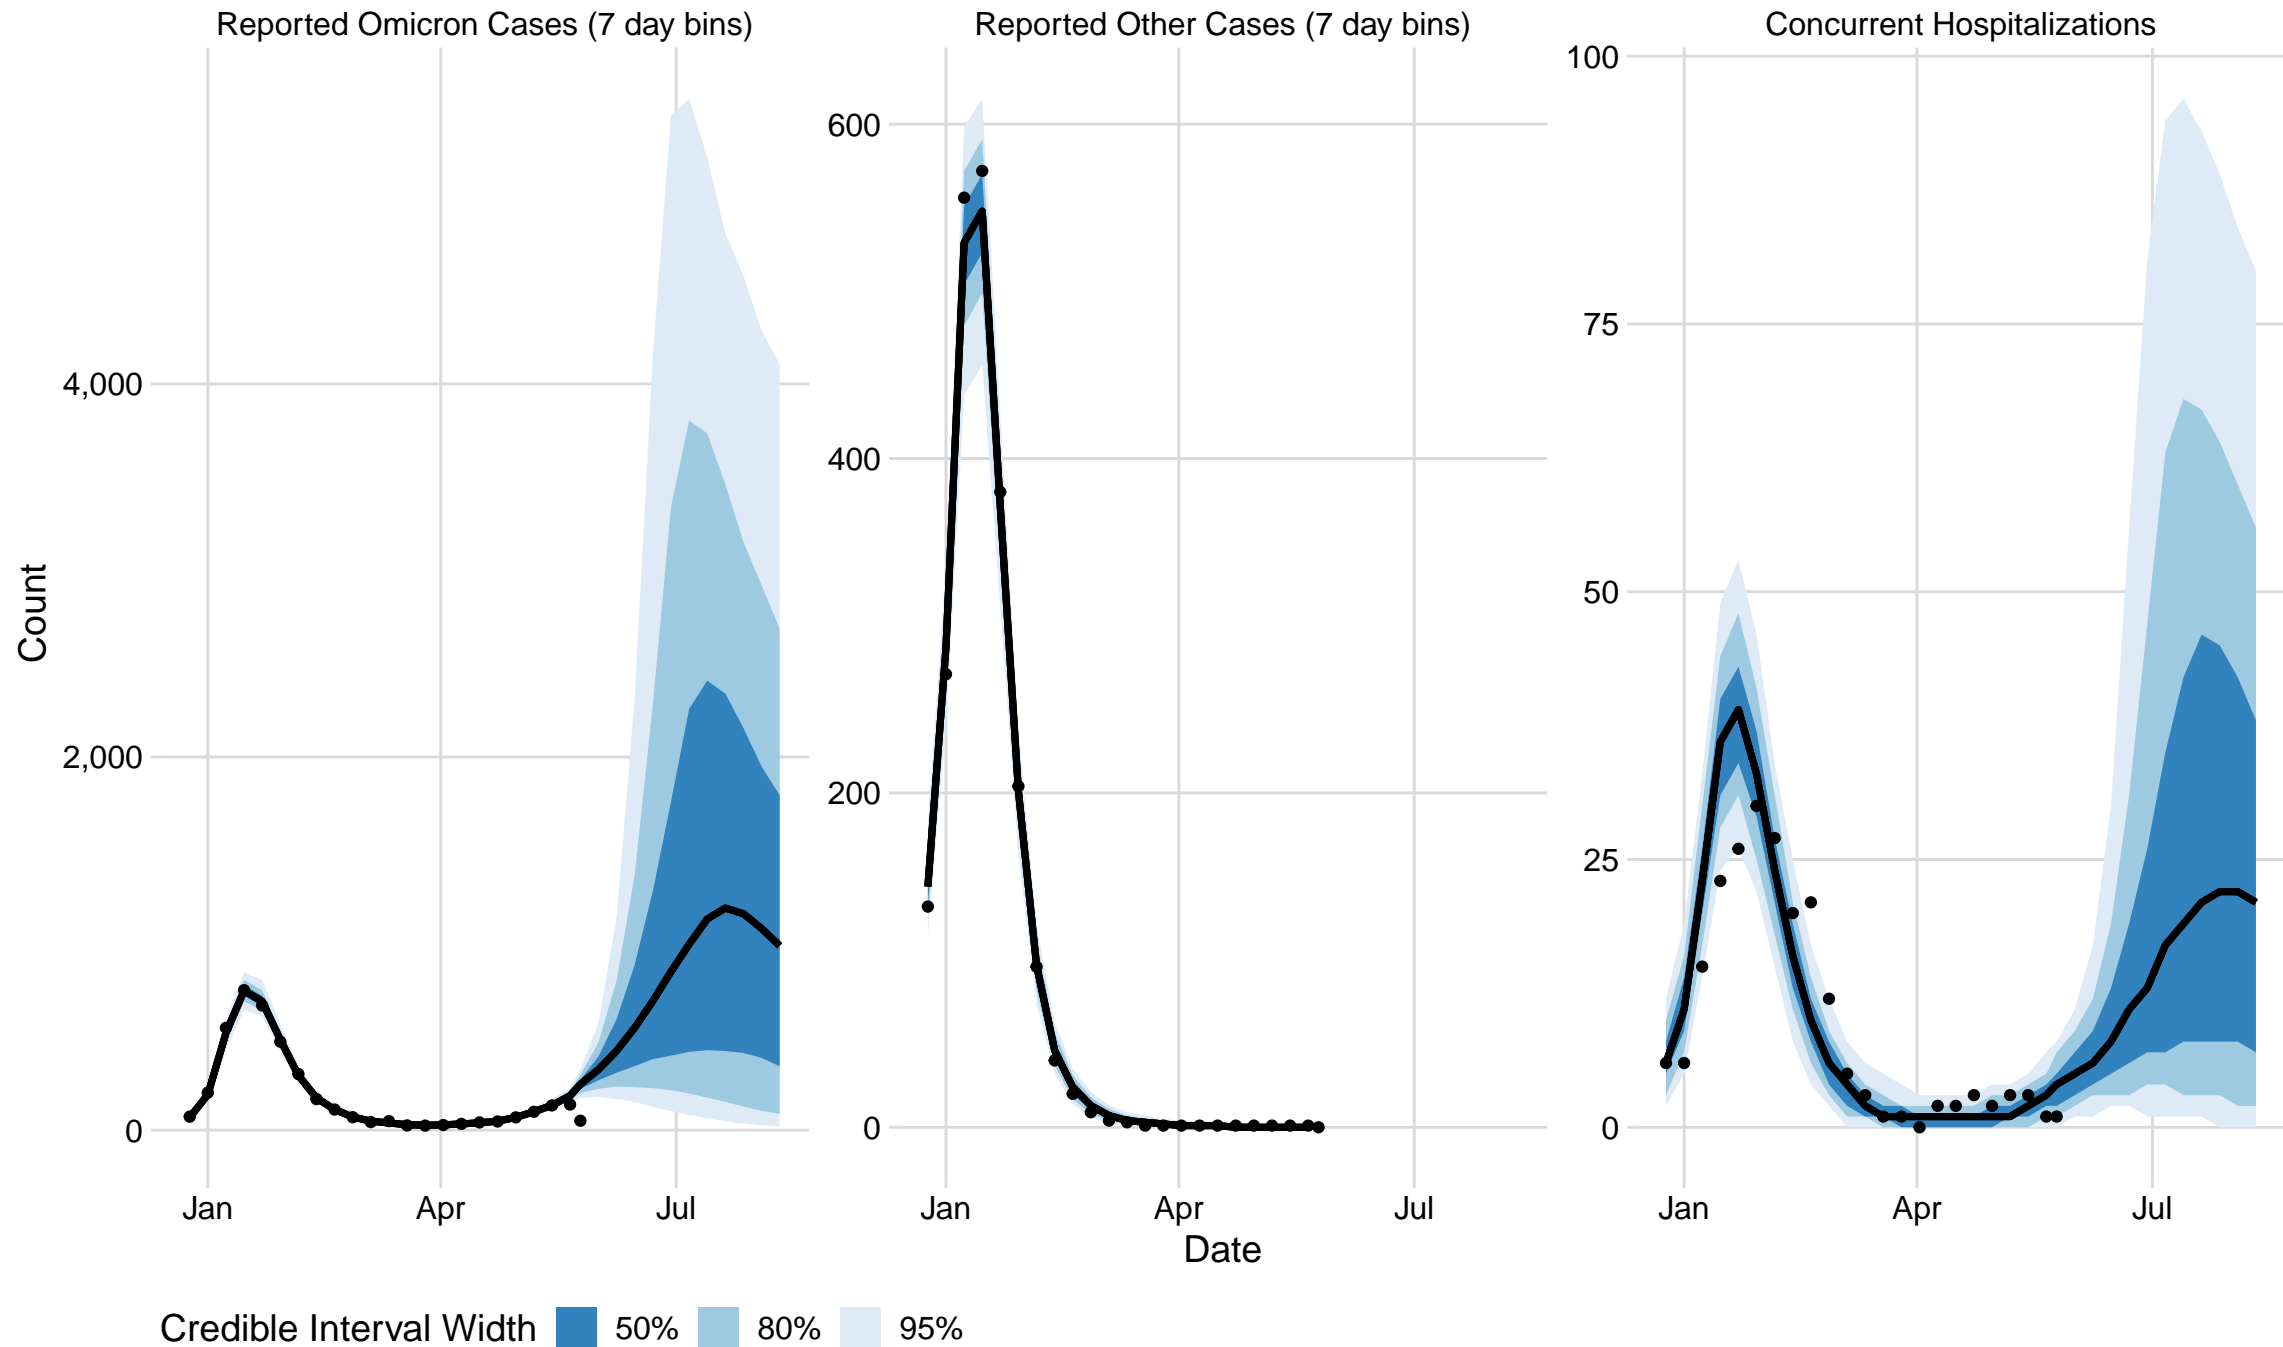 Reported Omicron Cases (7 day bins)
Reported Other Cases (7 day bins)
Concurrent Hospitalizations
Count
4,000
2,000
0
600
400
200
0
100
75
50
25
0
Jan Apr Jul
Jan Apr Jul
Jan Apr Jul
Date
Credible Interval Width 50% 80% 95%